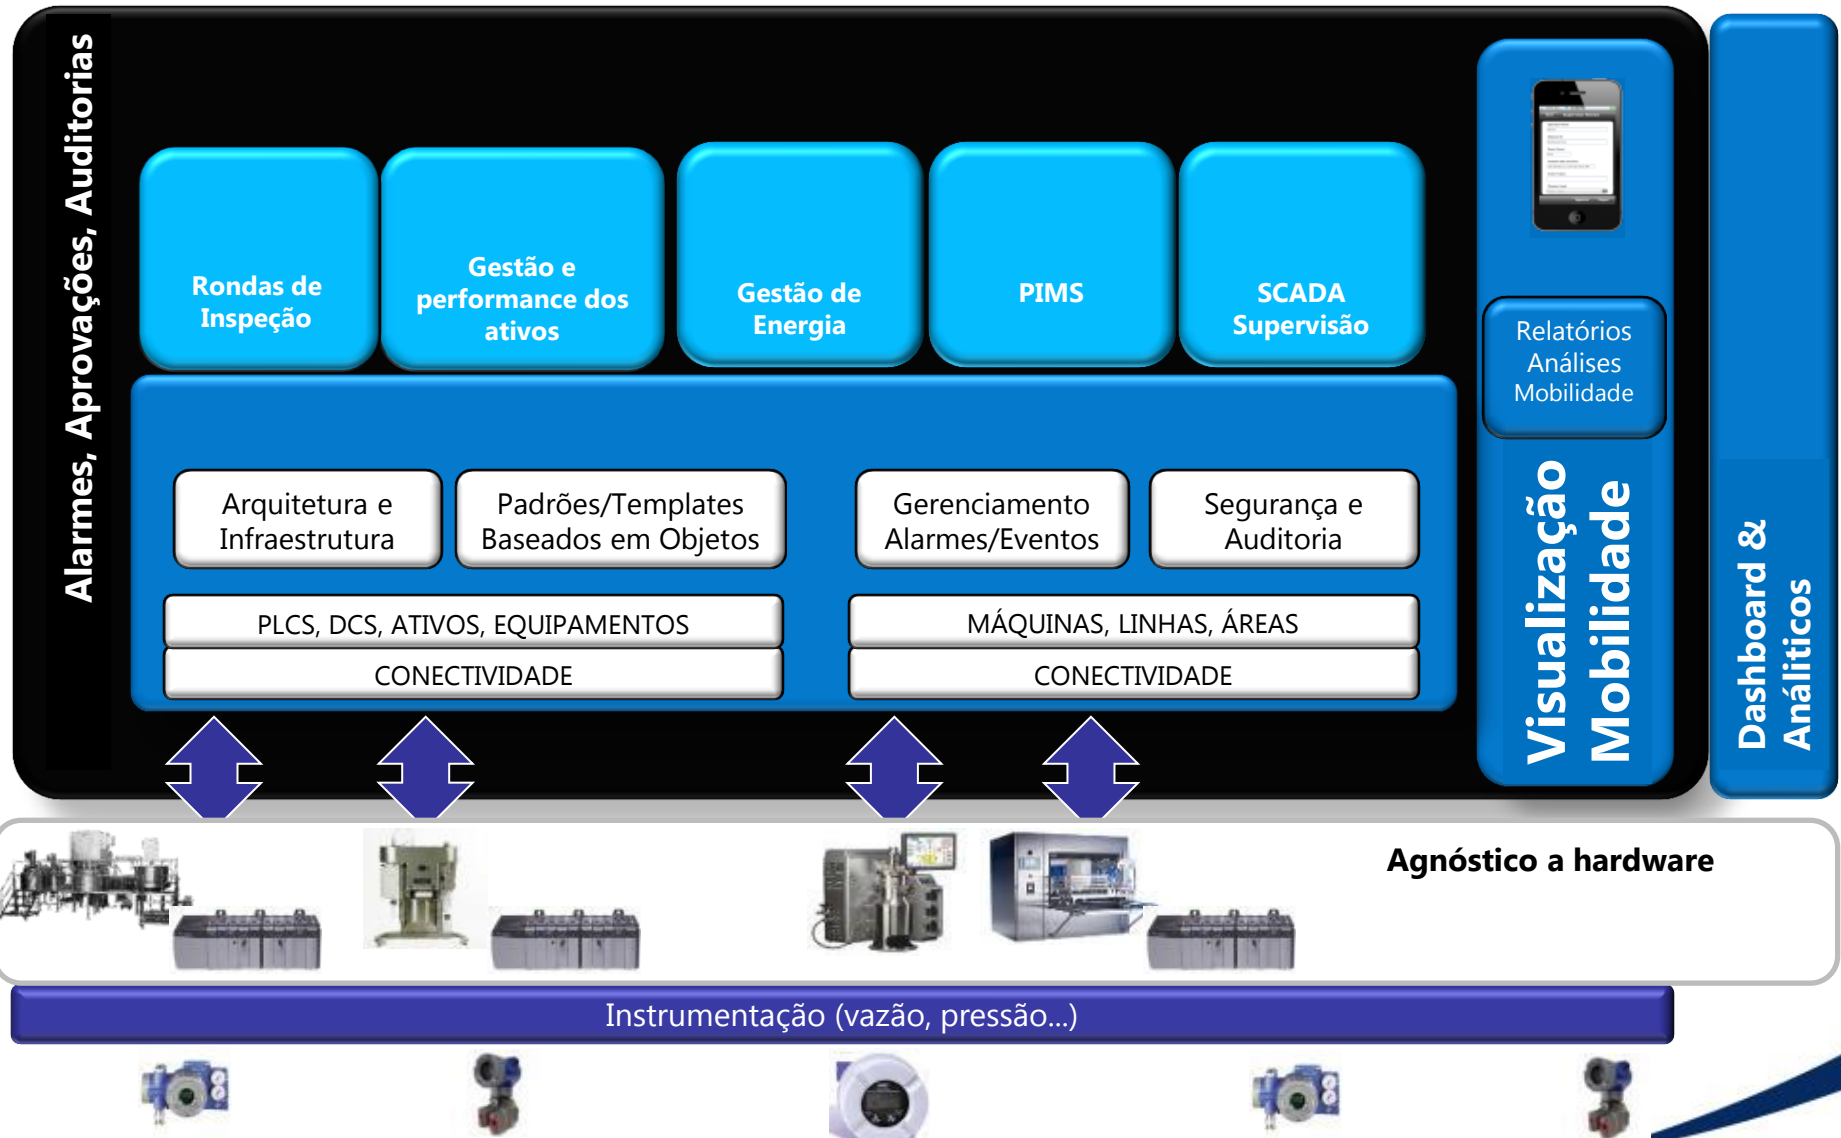 Alarmes, Aprovações, Auditorias
Rondas de
Inspeção
Gestão e
performance dos
ativos
Gestão de
Energia
PIMS
SCADA
Supervisão
Relatórios
Análises
Mobilidade
Visualização
Mobilidade
Dashboard &
Análiticos
Arquitetura e
Infraestrutura
Padrões/Templates
Baseados em Objetos
Gerenciamento
Alarmes/Eventos
Segurança e
Auditoria
PLCS, DCS, ATIVOS, EQUIPAMENTOS
CONECTIVIDADE
MÁQUINAS, LINHAS, ÁREAS
CONECTIVIDADE
Agnóstico a hardware
Instrumentação (vazão, pressão...)